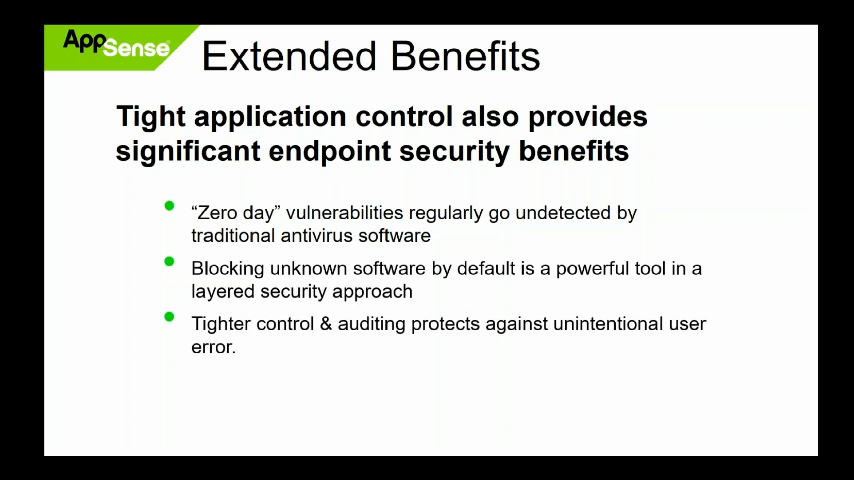 AppSense
Extended Benefits
Tight application control also provides
significant endpoint security benefits
“Zero day” vulnerabilities regularly go undetected by
traditional antivirus software
Blocking unknown software by default is a powerful tool in a
layered security approach
Tighter control & auditing protects against unintentional user
error.